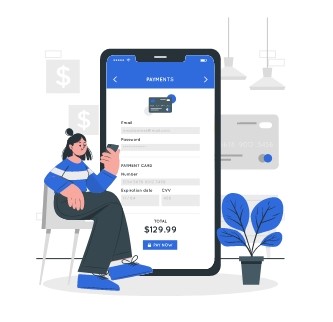 $
PAYMENTS
$
Email
Password
PAYMENT CARD
Number
Expiration date CVV
TOTAL
$129.99
PAY NOW